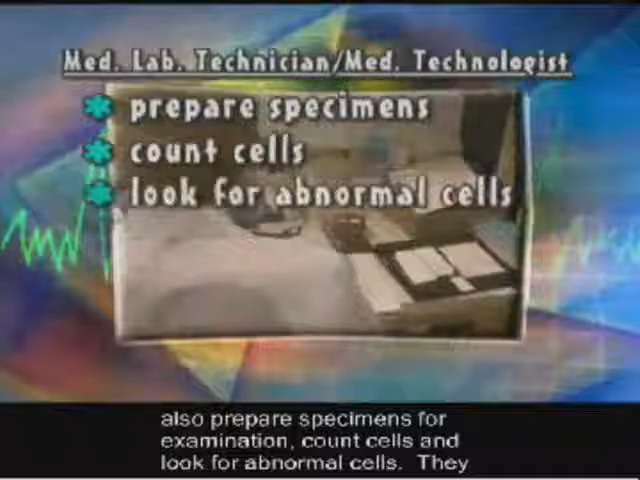 Med. Lab. Technician/Med. Technologist
prepare specimens
count cells
look for abnormal cells
also prepare specimens for
examination, count cells and
look for abnormal cells. They